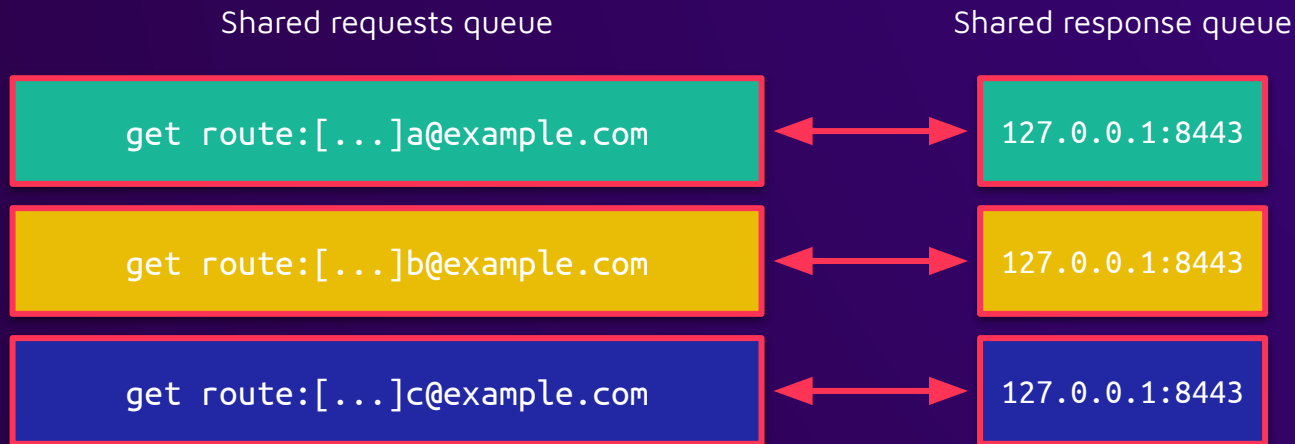 Shared requests queue
Shared response queue
get route:[...]a@example.com
127.0.0.1:8443
get route:[...]b@example.com
127.0.0.1:8443
get route:[...]c@example.com
127.0.0.1:8443